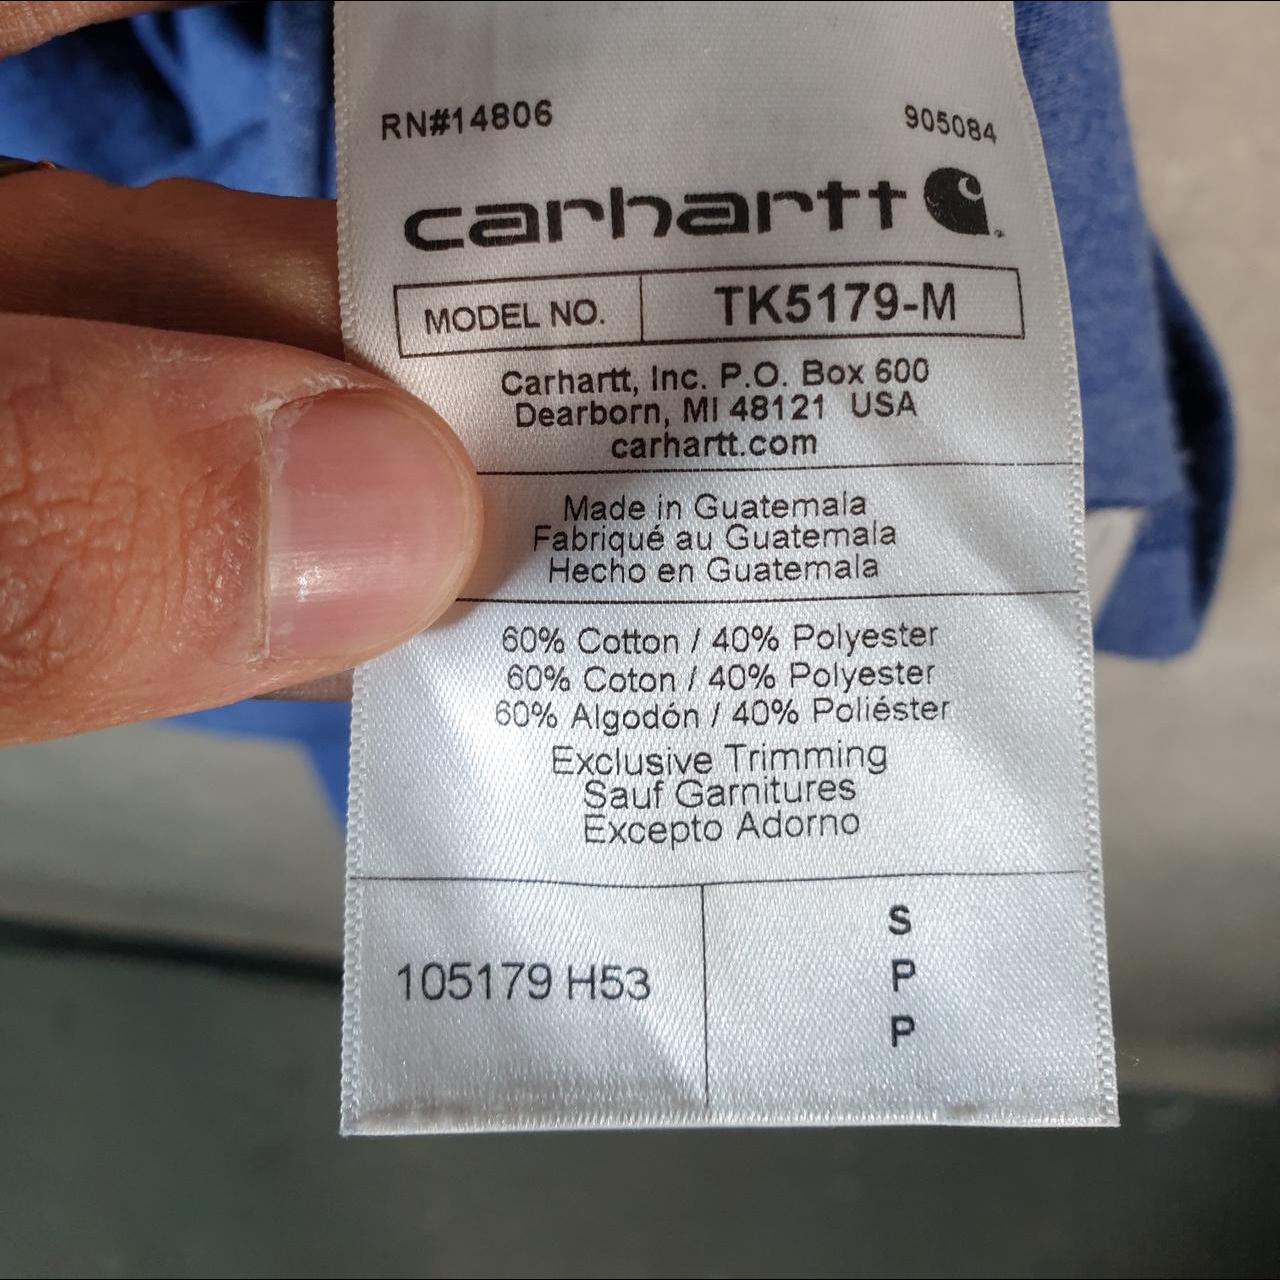 RN#14806 905084
carhartt
MODEL NO. TK5179-M
Carhartt, Inc. P.O. Box 600
Dearborn, MI 48121 USA
carhartt.com
Made in Guatemala
Fabriqué au Guatemala
Hecho en Guatemala
60% Cotton / 40% Polyester
60% Coton / 40% Polyester
60% Algodón / 40% Poliéster
Exclusive Trimming
Sauf Garnitures
Excepto Adorno
105179 H53
S
P
P